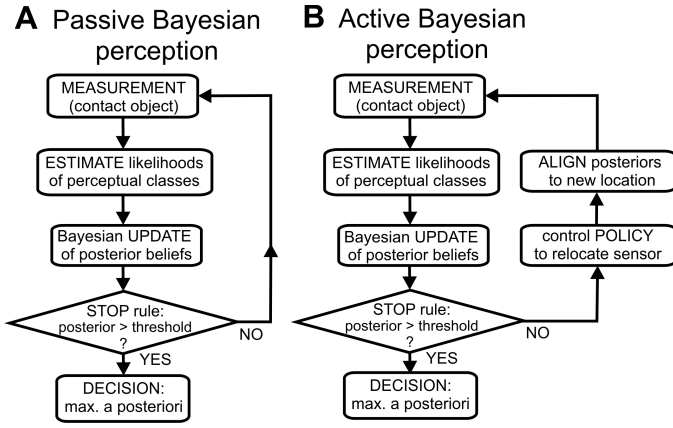 A Passive Bayesian
perception
MEASUREMENT
(contact object)
ESTIMATE likelihoods
of perceptual classes
Bayesian UPDATE
of posterior beliefs
STOP rule:
posterior > threshold
?
NO
YES
DECISION:
max. a posteriori
B Active Bayesian
perception
MEASUREMENT
(contact object)
ESTIMATE likelihoods
of perceptual classes
Bayesian UPDATE
of posterior beliefs
STOP rule:
posterior > threshold
?
NO
YES
DECISION:
max. a posteriori
control POLICY
to relocate sensor
ALIGN posteriors
to new location